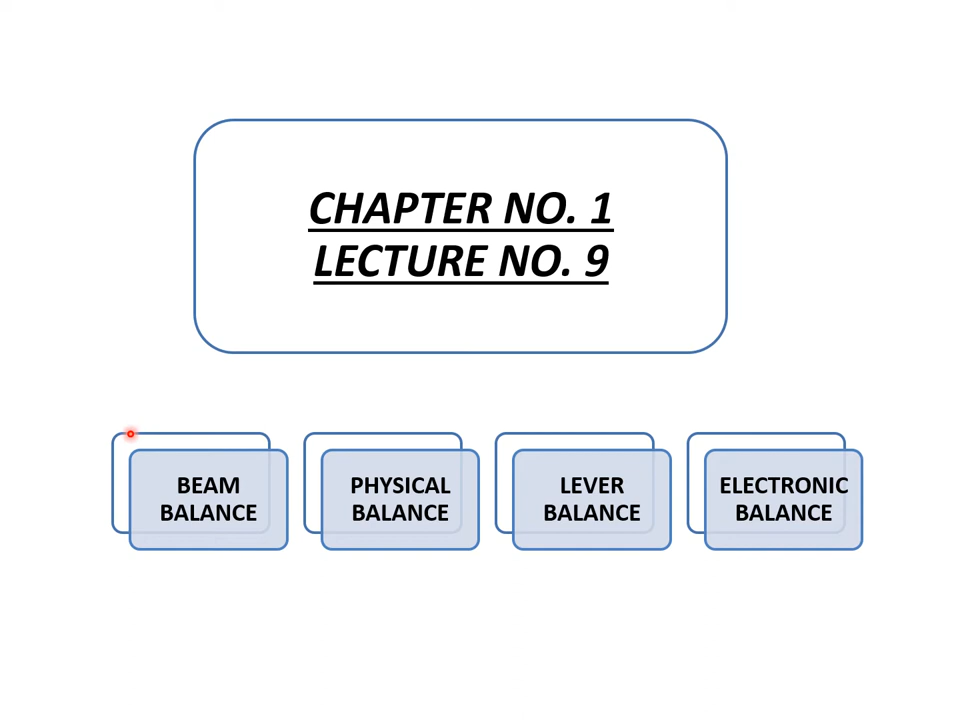 CHAPTER NO. 1
LECTURE NO. 9
BEAM
BALANCE
PHYSICAL
BALANCE
LEVER
BALANCE
ELECTRONIC
BALANCE